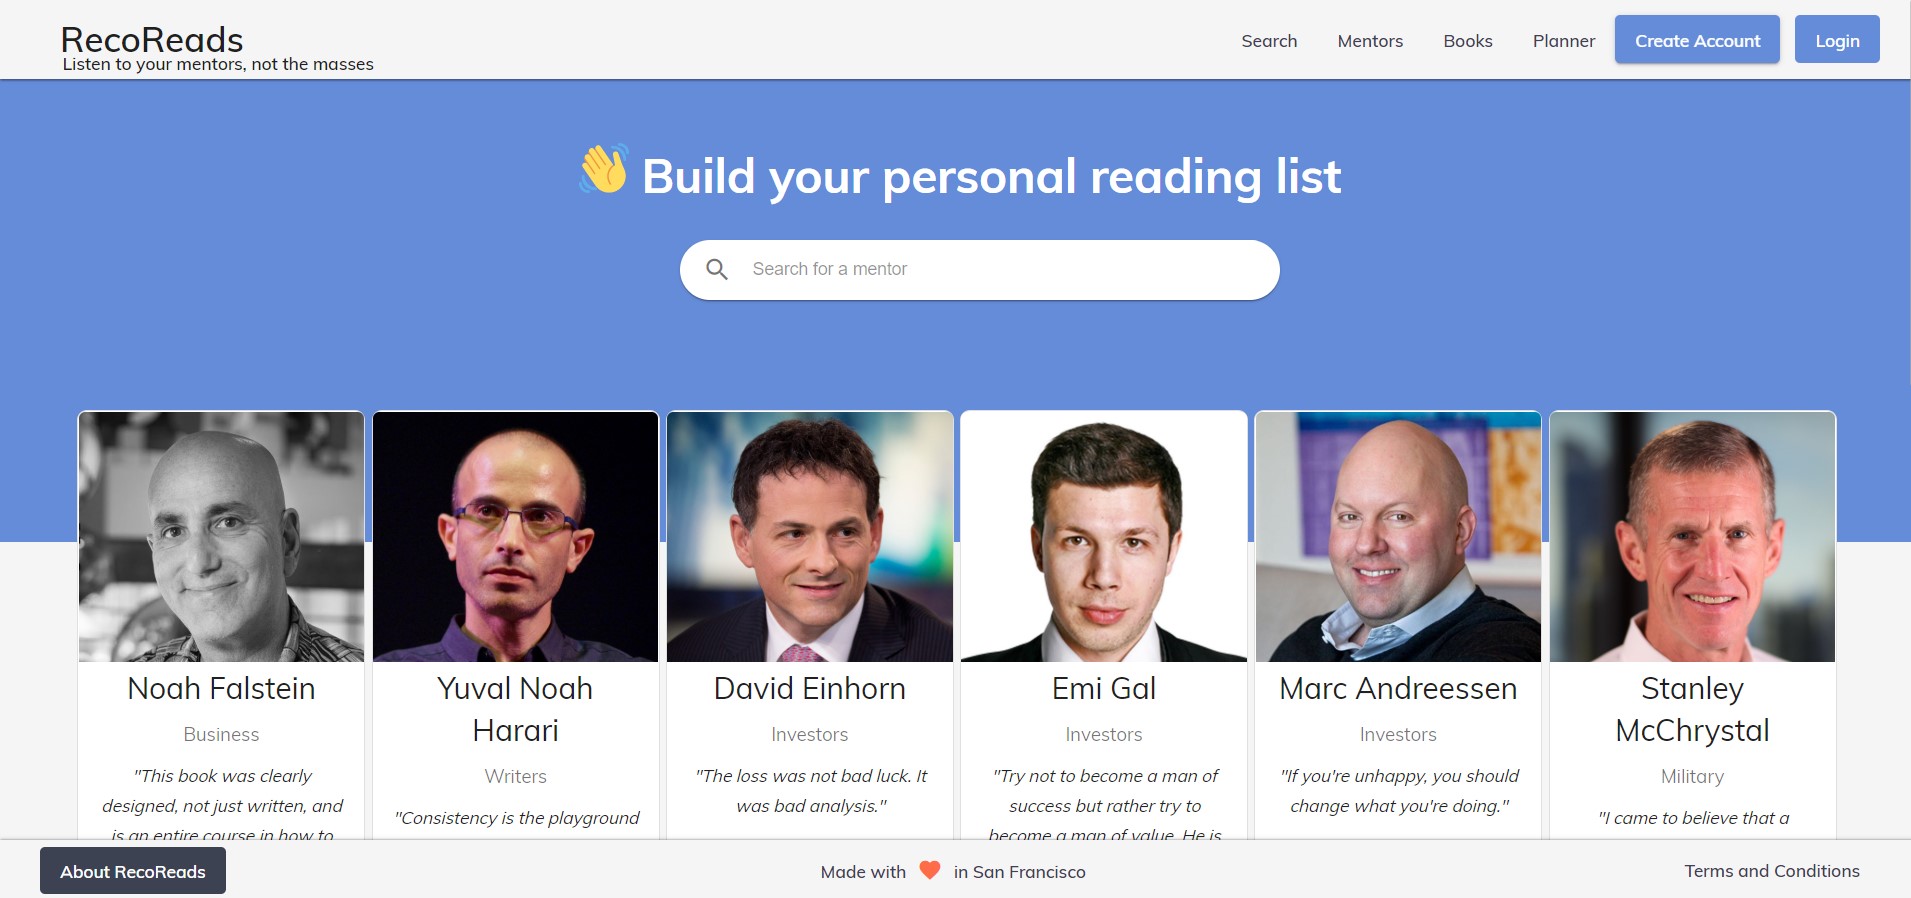 RecoReads
Listen to your mentors, not the masses
Search
Mentors
Books
Planner
Create Account
Login
Build your personal reading list
Search for a mentor
Noah Falstein
Business
"This book was clearly
designed, not just written, and
is an entire course in how to
Yuval Noah
Harari
Writers
"Consistency is the playground
David Einhorn
Investors
"The loss was not bad luck. It
was bad analysis."
Emi Gal
Investors
"Try not to become a man of
success but rather try to
become a man of value. He is
Marc Andreessen
Investors
"If you're unhappy, you should
change what you're doing."
Stanley
McChrystal
Military
"I came to believe that a
About RecoReads
Made with
in San Francisco
Terms and Conditions